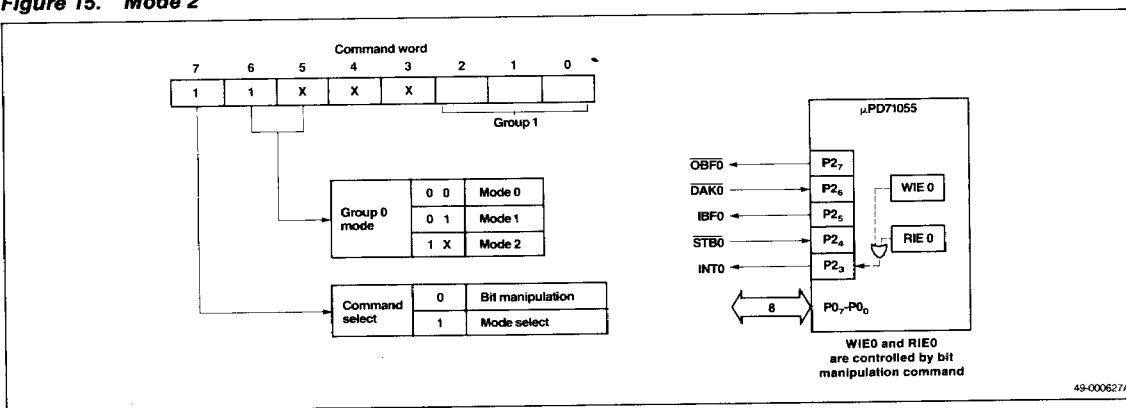 Figure 15. Mode 2
Command word
7 6 5 4 3 2 1 0
1 1 X X X
Group 1
Group 0 mode
0 0 Mode 0
0 1 Mode 1
1 X Mode 2
Command select
0 Bit manipulation
1 Mode select
μPD71055
OBF0 P2₇
DAK0 P2₆ WIE 0
IBF0 P2₅
STB0 P2₄ RIE 0
INT0 P2₃
8 P0₇-P0₀
WIE0 and RIE0
are controlled by bit
manipulation command
49-000627A